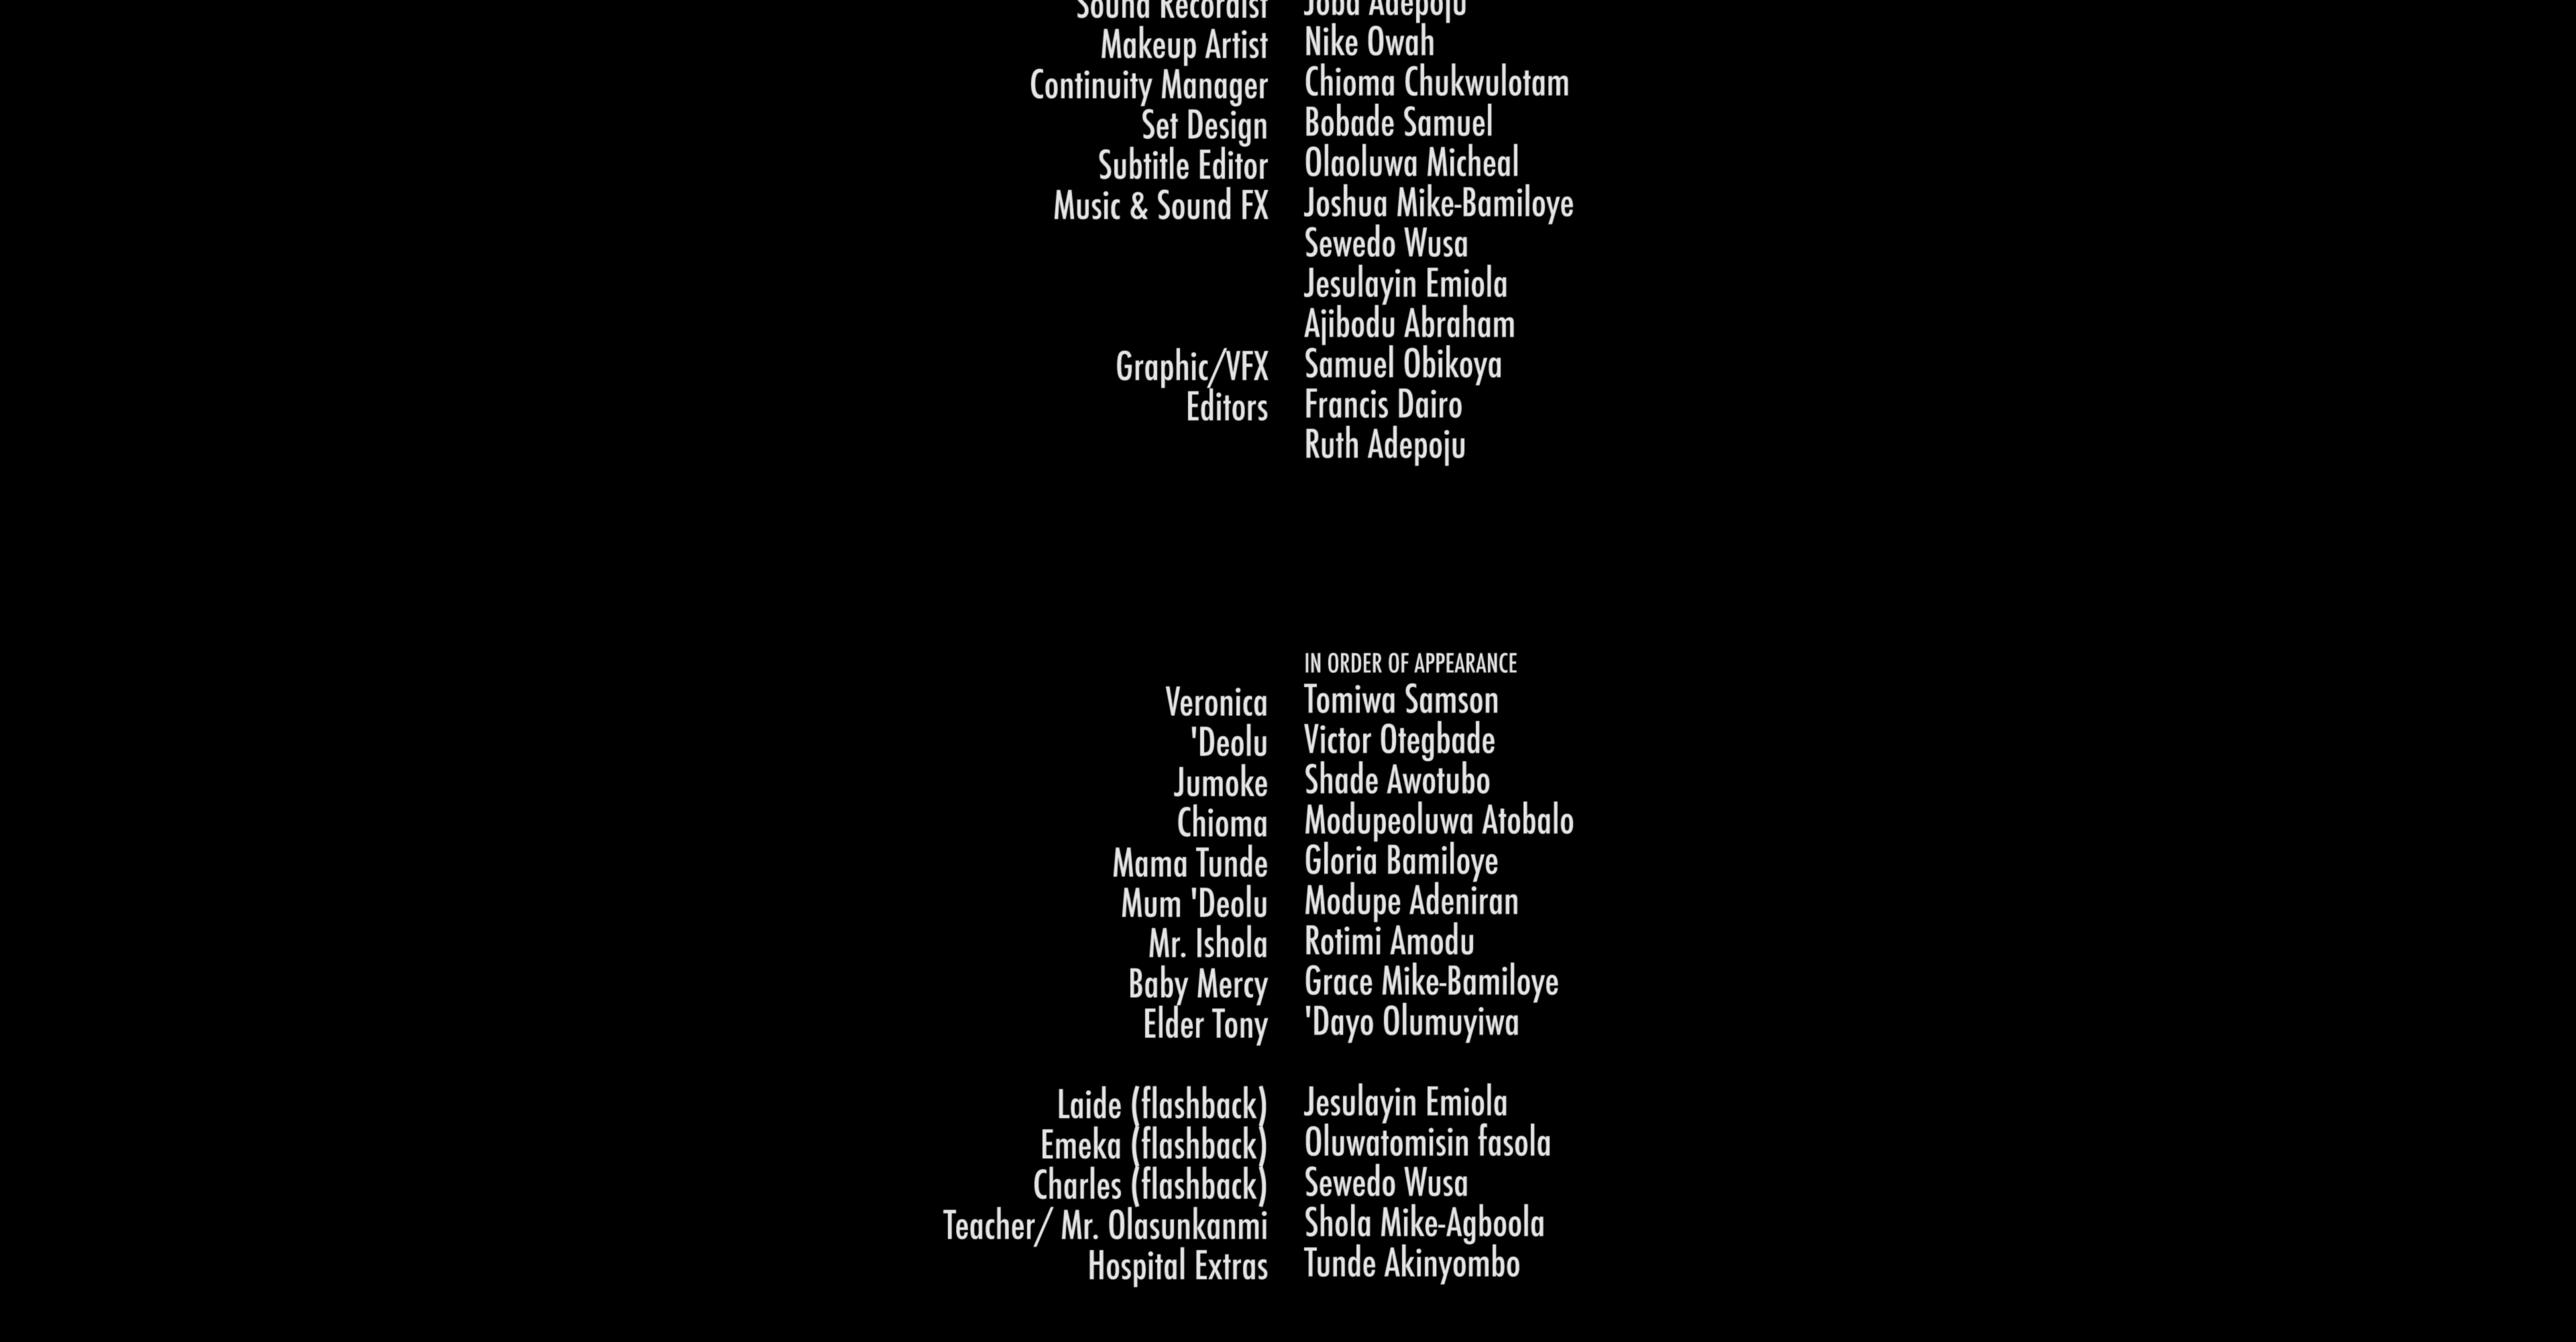 Sound Recordist Joba Adepoju
Makeup Artist Nike Owah
Continuity Manager Chioma Chukwulotam
Set Design Bobade Samuel
Subtitle Editor Olaoluwa Micheal
Music & Sound FX Joshua Mike-Bamiloye
Sewedo Wusa
Jesulayin Emiola
Ajibodu Abraham
Graphic/VFX Samuel Obikoya
Editors Francis Dairo
Ruth Adepoju
IN ORDER OF APPEARANCE
Veronica Tomiwa Samson
'Deolu Victor Otegbade
Jumoke Shade Awotubo
Chioma Modupeoluwa Atobalo
Mama Tunde Gloria Bamiloye
Mum 'Deolu Modupe Adeniran
Mr. Ishola Rotimi Amodu
Baby Mercy Grace Mike-Bamiloye
Elder Tony 'Dayo Olumuyiwa
Laide (flashback) Jesulayin Emiola
Emeka (flashback) Oluwatomisin fasola
Charles (flashback) Sewedo Wusa
Teacher/ Mr. Olasunkanmi Shola Mike-Agboola
Hospital Extras Tunde Akinyombo